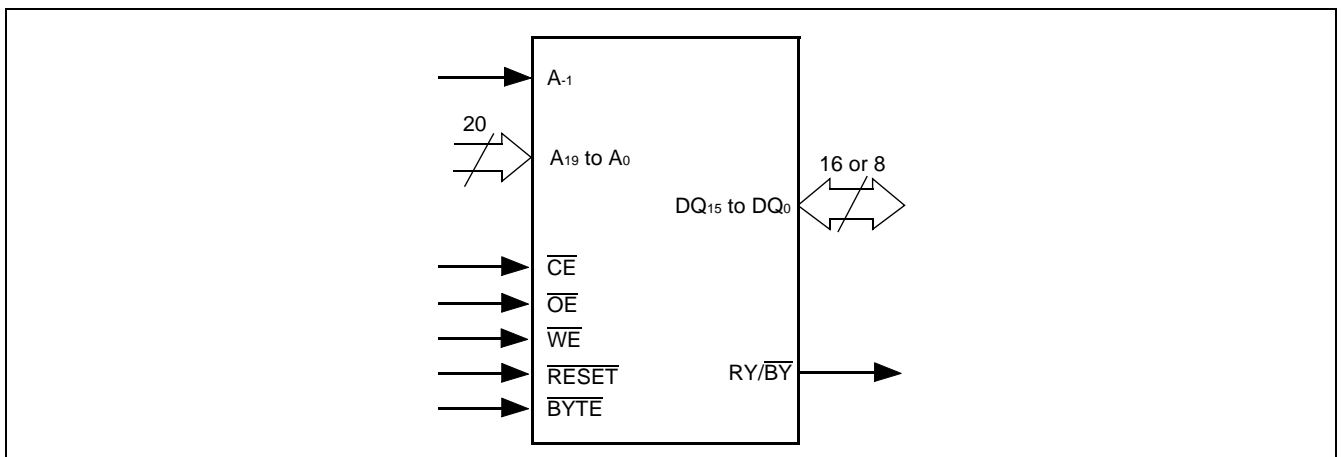 A-1
20
A19 to A0
16 or 8
DQ15 to DQ0
CE
OE
WE
RESET
RY/BY
BYTE